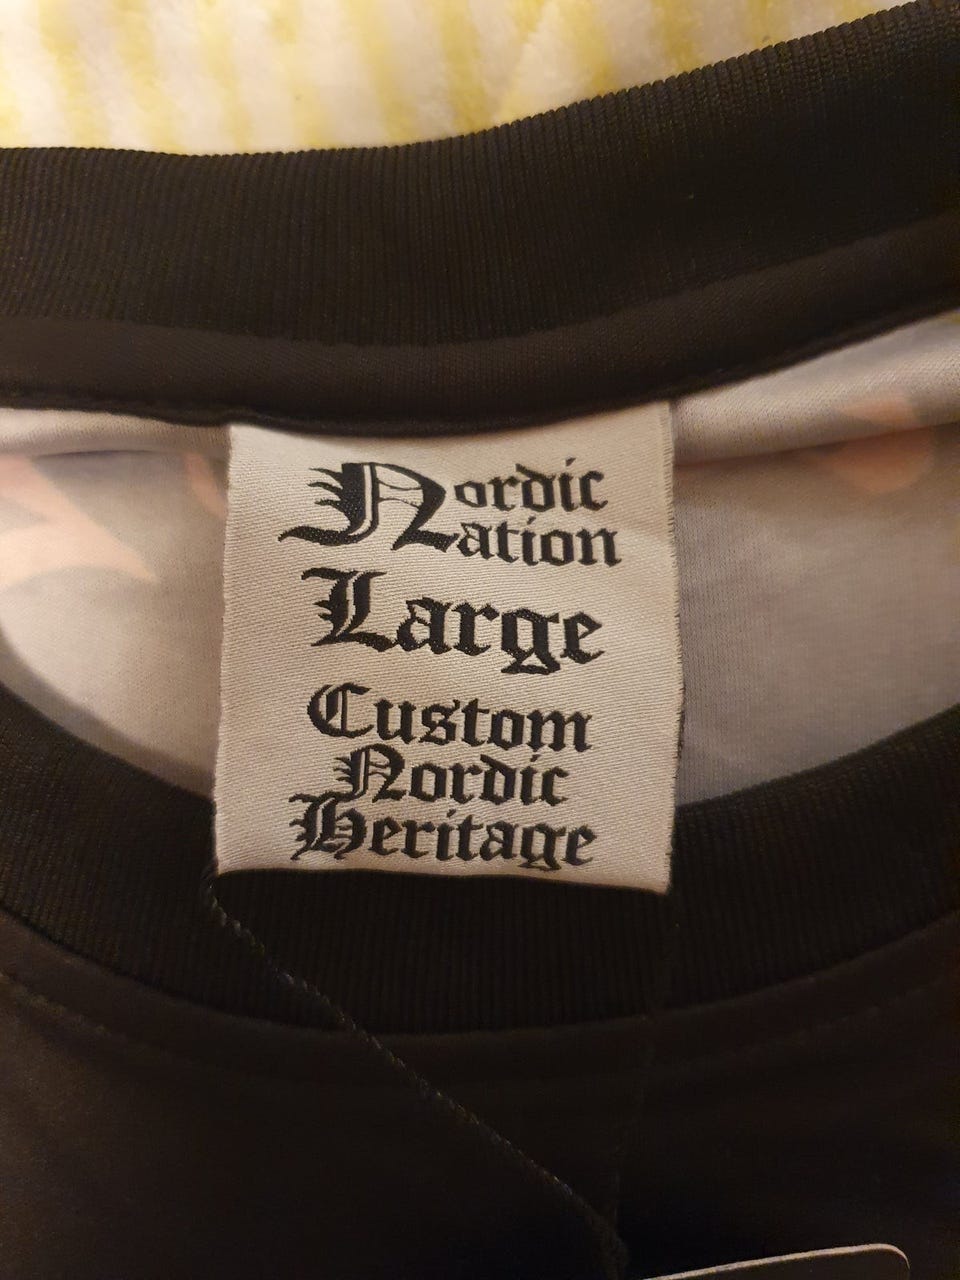 Nordic
Nation
Large
Custom
Nordic
Heritage